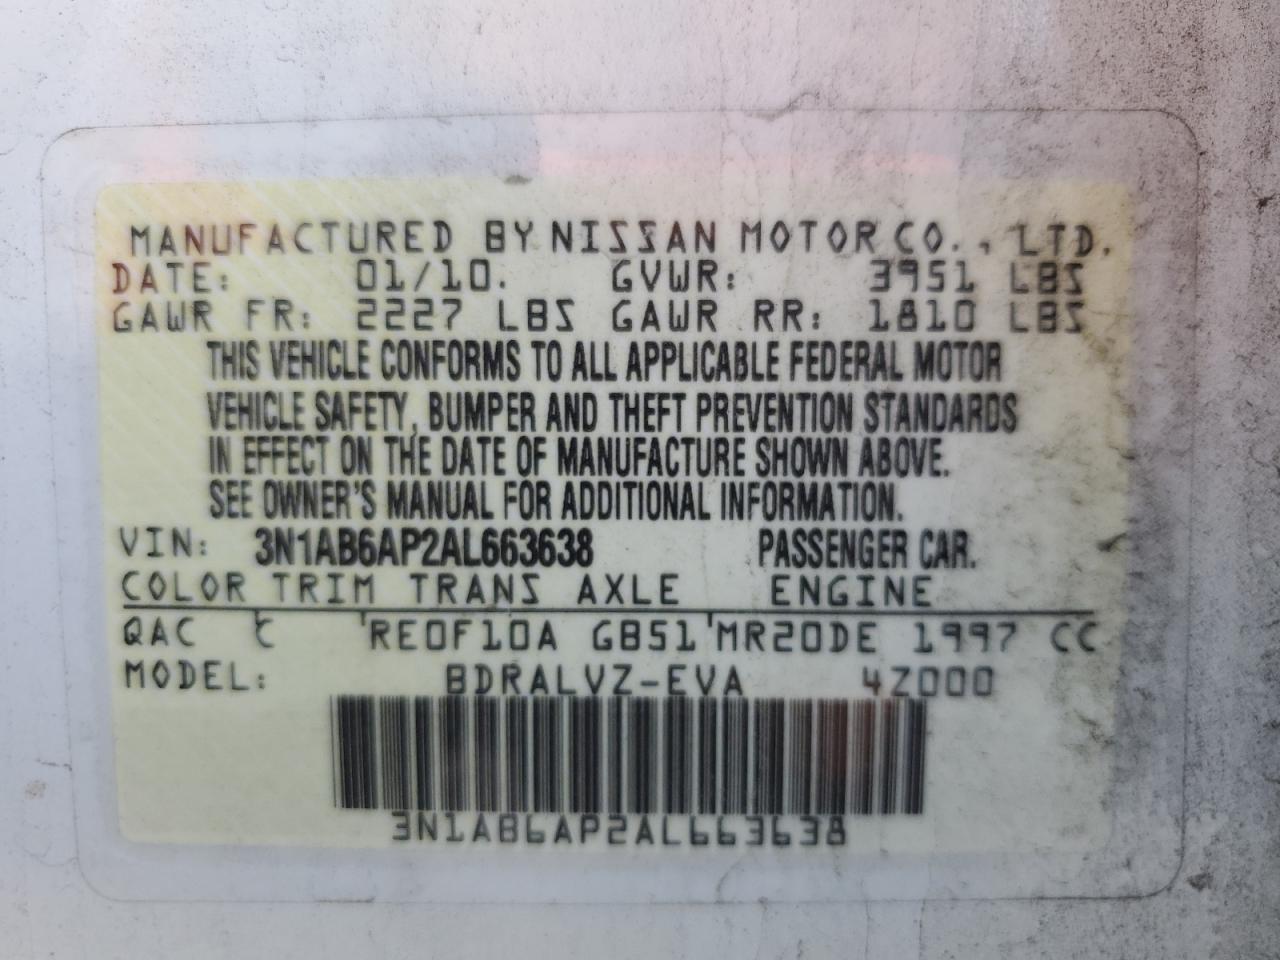 MANUFACTURED BY NISSAN MOTOR CO., LTD.
DATE: 01/10. GVWR: 3951 LBS
GAWR FR: 2227 LBS GAWR RR: 1810 LBS
THIS VEHICLE CONFORMS TO ALL APPLICABLE FEDERAL MOTOR
VEHICLE SAFETY, BUMPER AND THEFT PREVENTION STANDARDS
IN EFFECT ON THE DATE OF MANUFACTURE SHOWN ABOVE.
SEE OWNER'S MANUAL FOR ADDITIONAL INFORMATION.
VIN: 3N1AB6AP2AL663638 PASSENGER CAR.
COLOR TRIM TRANS AXLE ENGINE
QAC C RE0F10A GB51 MR20DE 1997 CC
MODEL: BDRALVZ-EVA 4Z000
3N1AB6AP2AL663638